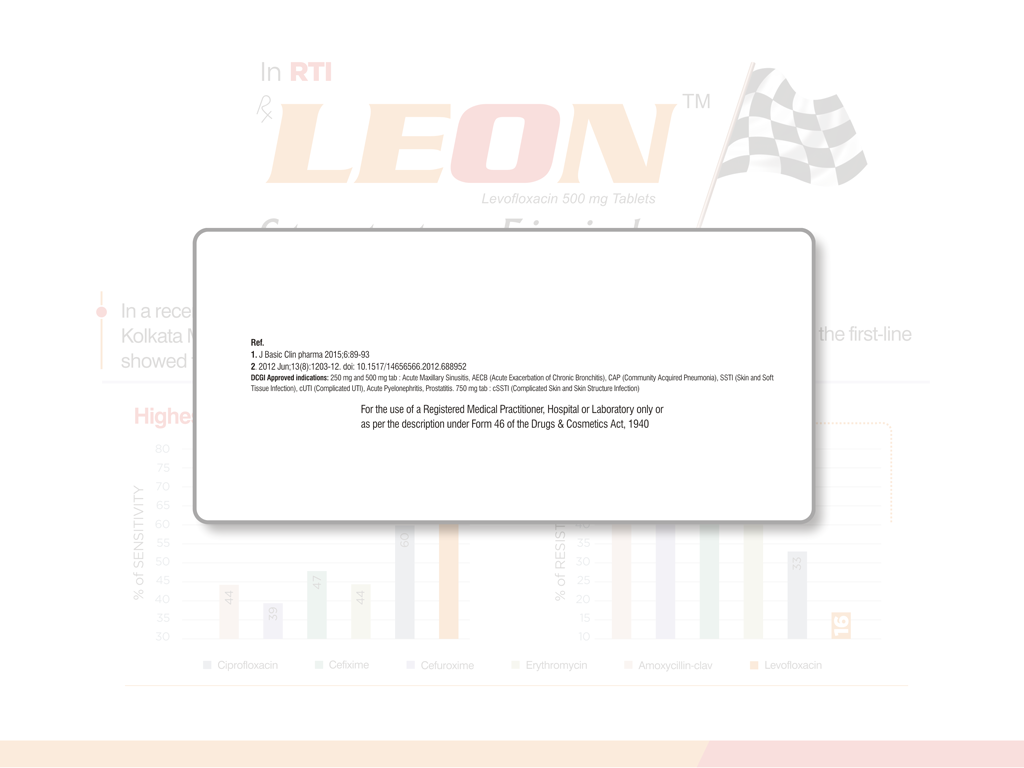 In RTI
LEON TM
Levofloxacin 500 mg Tablets
In a rece
Kolkata
the first-line
showed
Ref.
1. J Basic Clin pharma 2015;6:89-93
2. 2012 Jun;13(8):1203-12. doi: 10.1517/14656566.2012.688952
DCGI Approved indications: 250 mg and 500 mg tab : Acute Maxillary Sinusitis, AECB (Acute Exacerbation of Chronic Bronchitis), CAP (Community Acquired Pneumonia), SSTI (Skin and Soft
Tissue Infection), cUTI (Complicated UTI), Acute Pyelonephritis, Prostatitis. 750 mg tab : cSSTI (Complicated Skin and Skin Structure Infection)
For the use of a Registered Medical Practitioner, Hospital or Laboratory only or
as per the description under Form 46 of the Drugs & Cosmetics Act, 1940
Highes
% of SENSITIVITY
80
75
70
65
60
55
50
45
40
35
30
44
39
47
44
60
% of RESIST
35
30
25
20
15
10
33
16
Ciprofloxacin
Cefixime
Cefuroxime
Erythromycin
Amoxycillin-clav
Levofloxacin